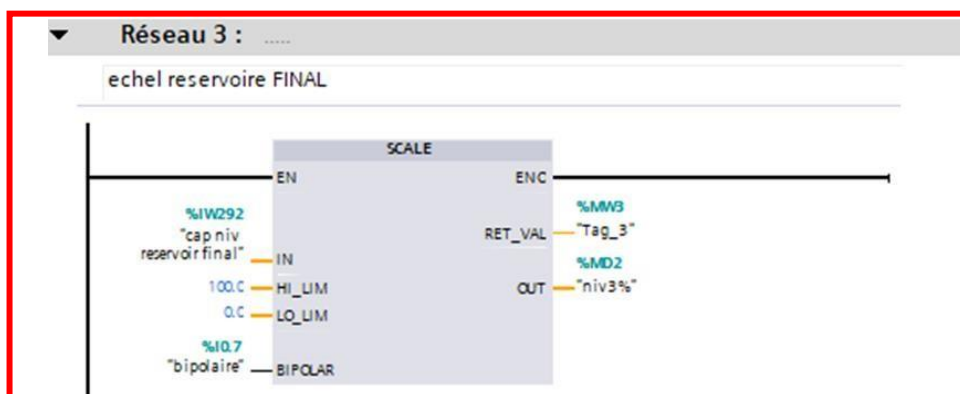 Réseau 3 : .....
echel reservoire FINAL
SCALE
EN ENO
%IW292
"cap niv
reservoir final" IN
%MW3
RET_VAL "Tag_3"
%MD2
100.0 HI_LIM OUT "niv3%"
0.0 LO_LIM
%I0.7
"bipolaire" BIPOLAR